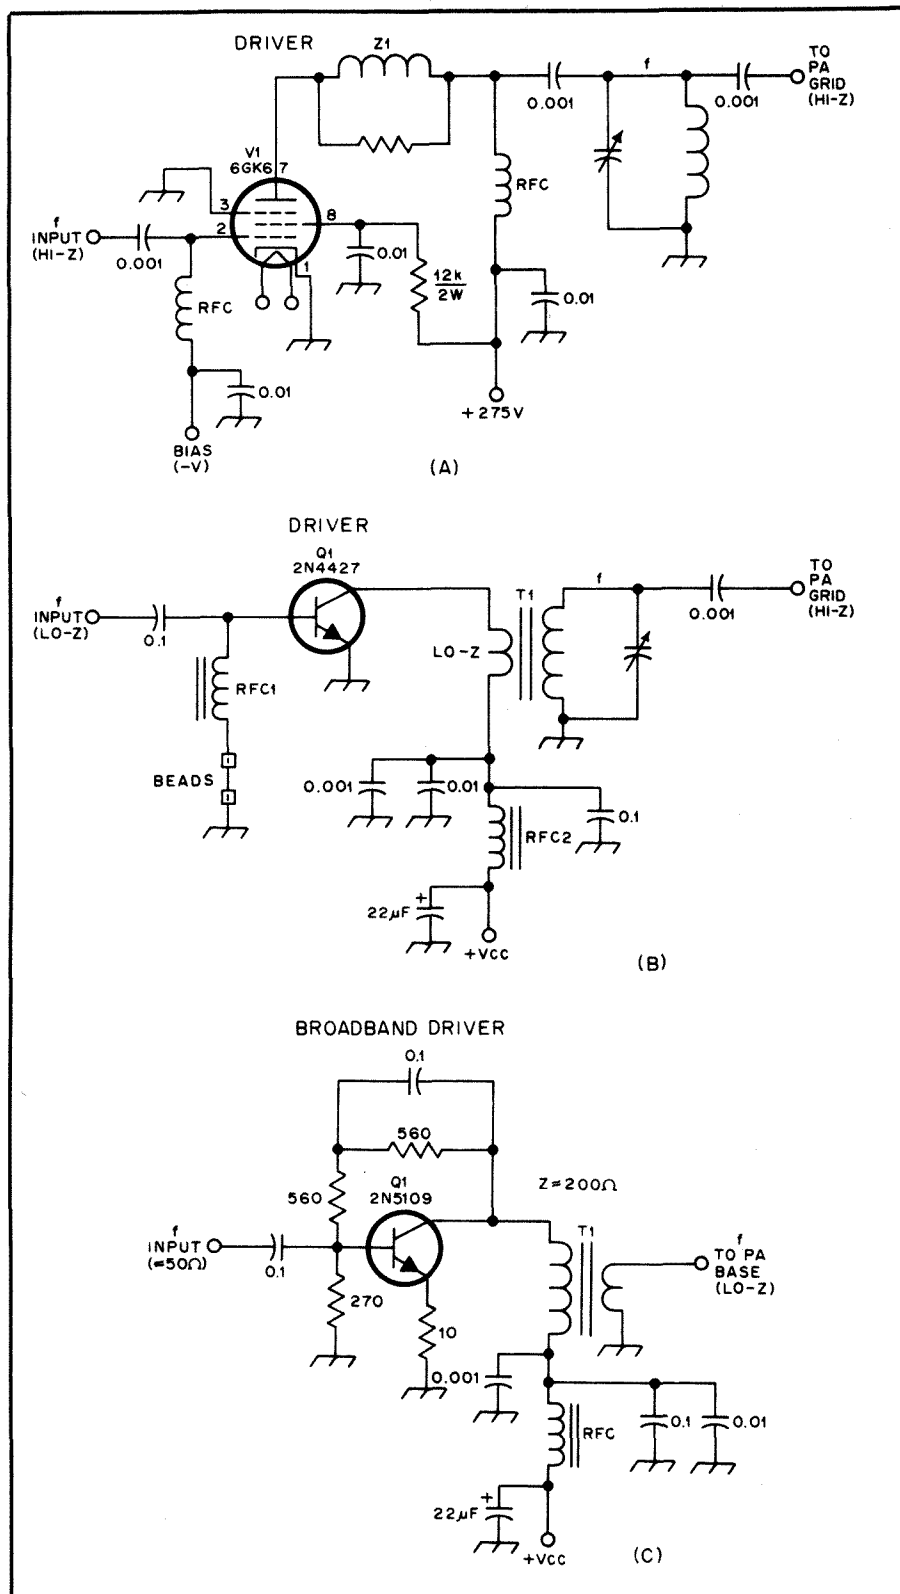 DRIVER
Z1
f
TO
PA
GRID
(HI-Z)
0.001
0.001
V1
6GK6
7
RFC
3
8
2
f
INPUT
(HI-Z)
0.001
1
0.01
12k
2W
RFC
0.01
0.01
+275V
BIAS
(-V)
(A)
DRIVER
Q1
2N4427
f
INPUT
(LO-Z)
0.1
T1
f
TO
PA
GRID
(HI-Z)
0.001
LO-Z
RFC1
BEADS
0.001
0.01
0.1
RFC2
22µF
+
+VCC
(B)
BROADBAND DRIVER
0.1
560
560
Q1
2N5109
Z≈200Ω
f
INPUT
(≈50Ω)
0.1
T1
f
TO PA
BASE
(LO-Z)
270
10
0.001
0.1
0.01
RFC
22µF
+
+VCC
(C)